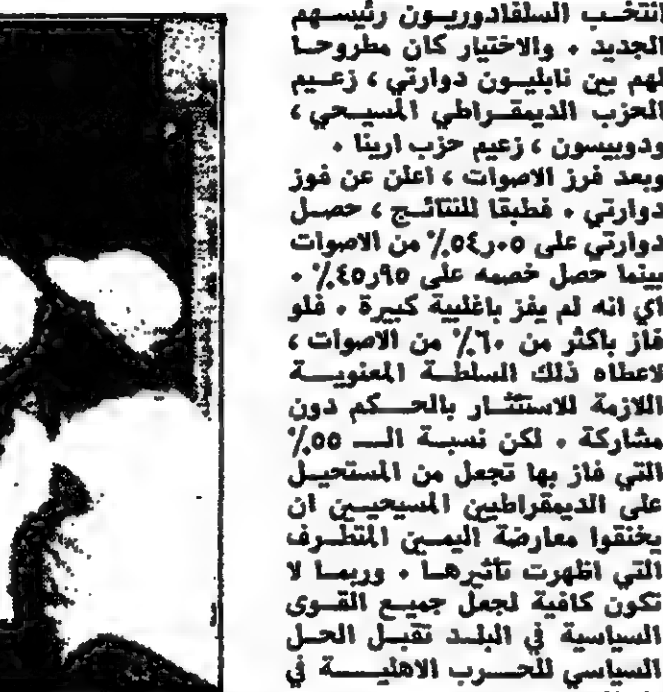 انتخب السلفادوريون رئيسهم
الجديد . والاختيار كان مطروحا
لهم بين نابليون دوارتي ، زعيم
الحزب الديمقراطي المسيحي ،
ودوبيسون ، زعيم حزب ارينا .
وبعد فرز الاصوات ، اعلن عن فوز
دوارتي . فطبقا للنتائج ، حصل
دوارتي على ٠٥ر٥٤٪ من الاصوات
بينما حصل خصمه على ٩٥ر٤٥٪ .
اي انه لم يفز باغلبية كبيرة . فلو
فاز باكثر من ٦٠٪ من الاصوات ،
لاعطاه ذلك السلطة المعنوية
اللازمة للاستئثار بالحكم دون
مشاركة . لكن نسبة الـ ٥٥٪
التي فاز بها تجعل من المستحيل
على الديمقراطيين المسيحيين ان
يخنقوا معارضة اليمين المتطرف
التي اظهرت تأثيرها . وربما لا
تكون كافية لجعل جميع القوى
السياسية في البلد تقبل الحل
السياسي للحرب الاهلية في